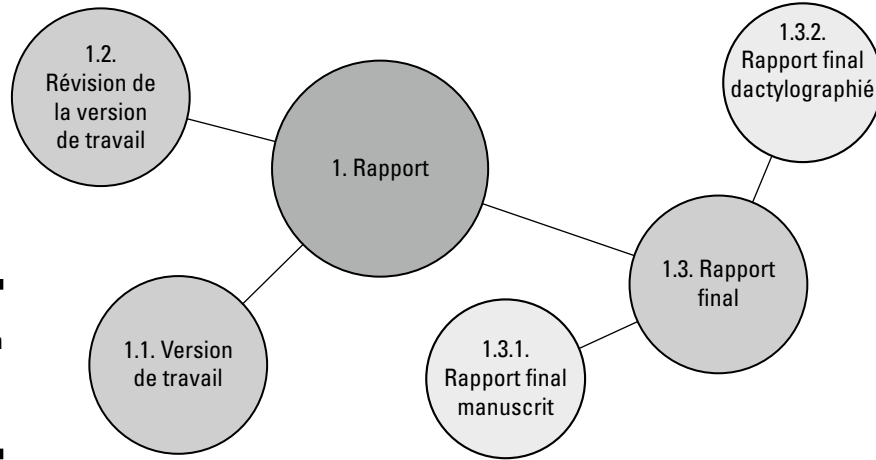 1.2.
Révision de
la version
de travail
1. Rapport
1.3.2.
Rapport final
dactylographié
1.3. Rapport
final
1.1. Version
de travail
1.3.1.
Rapport final
manuscrit